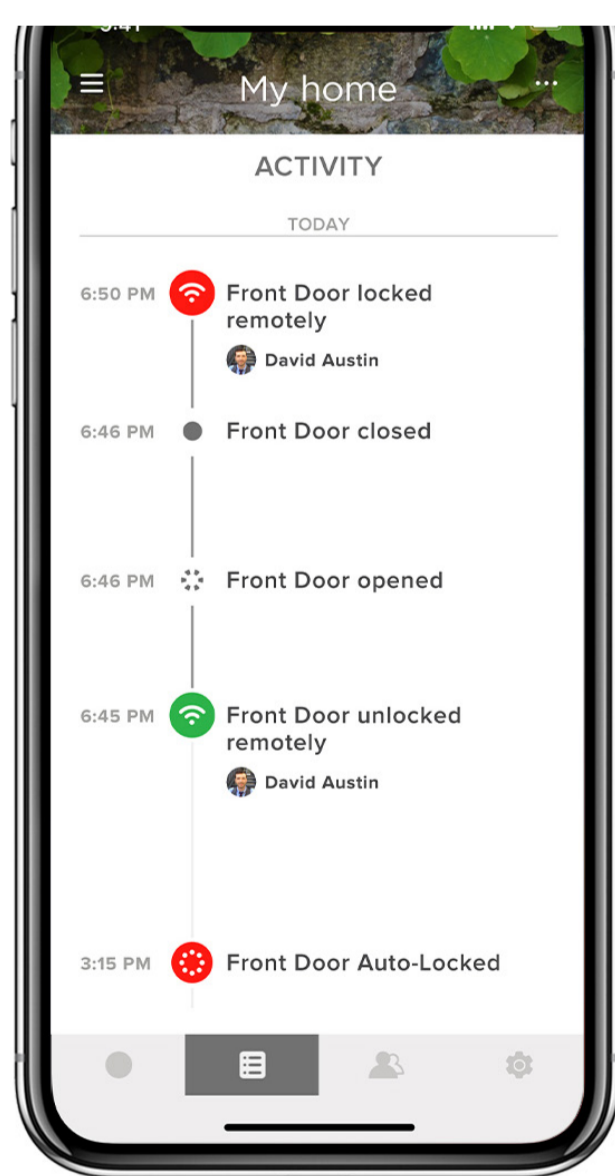 9:41
My home
ACTIVITY
TODAY
6:50 PM Front Door locked
remotely
David Austin
6:46 PM Front Door closed
6:46 PM Front Door opened
6:45 PM Front Door unlocked
remotely
David Austin
3:15 PM Front Door Auto-Locked